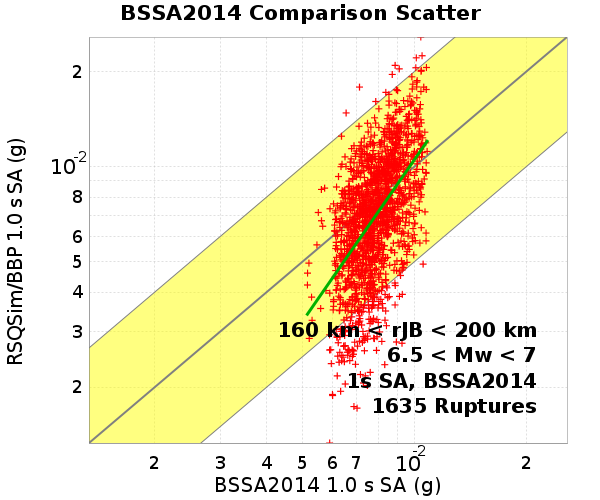 BSSA2014 Comparison Scatter
RSQSim/BBP 1.0 s SA (g)
2
10-2
8
6
5
4
3
2
160 km < rJB < 200 km
6.5 < Mw < 7
1s SA, BSSA2014
1635 Ruptures
2 3 4 5 6 7 10-2 2
BSSA2014 1.0 s SA (g)